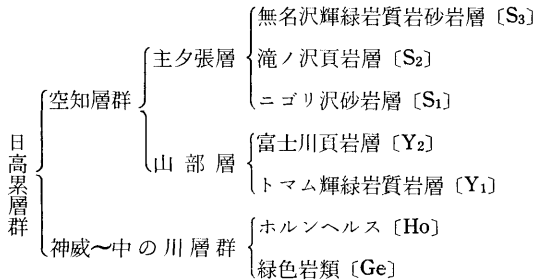 日高累層群
空知層群
主夕張層
無名沢輝緑岩質岩砂岩層〔S₃〕
滝ノ沢頁岩層〔S₂〕
ニゴリ沢砂岩層〔S₁〕
山部層
富士川頁岩層〔Y₂〕
トマム輝緑岩質岩層〔Y₁〕
神威～中の川層群
ホルンヘルス〔Ho〕
緑色岩類〔Ge〕